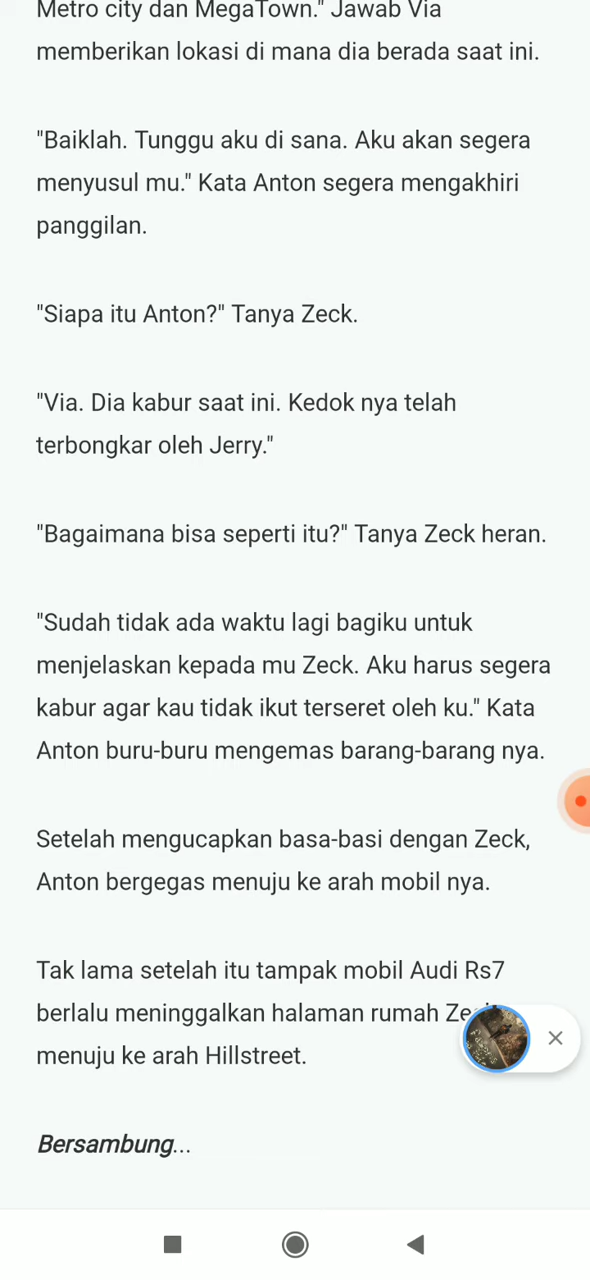 Metro city dan MegaTown." Jawab Via
memberikan lokasi di mana dia berada saat ini.
"Baiklah. Tunggu aku di sana. Aku akan segera
menyusul mu." Kata Anton segera mengakhiri
panggilan.
"Siapa itu Anton?" Tanya Zeck.
"Via. Dia kabur saat ini. Kedok nya telah
terbongkar oleh Jerry."
"Bagaimana bisa seperti itu?" Tanya Zeck heran.
"Sudah tidak ada waktu lagi bagiku untuk
menjelaskan kepada mu Zeck. Aku harus segera
kabur agar kau tidak ikut terseret oleh ku." Kata
Anton buru-buru mengemas barang-barang nya.
Setelah mengucapkan basa-basi dengan Zeck,
Anton bergegas menuju ke arah mobil nya.
Tak lama setelah itu tampak mobil Audi Rs7
berlalu meninggalkan halaman rumah
menuju ke arah Hillstreet.
Bersambung...